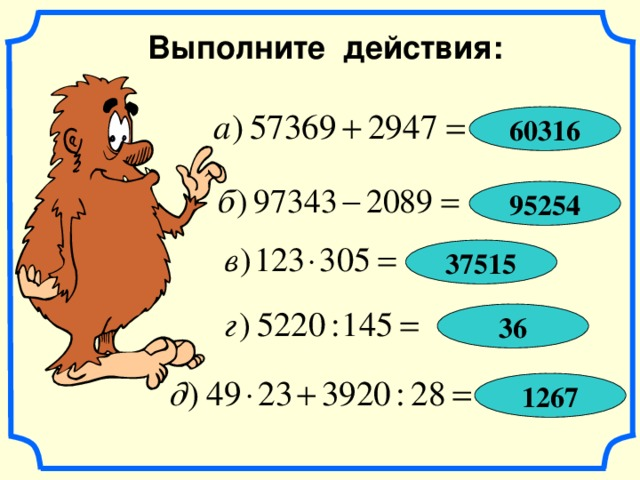 Выполните действия:
а) 57369 + 2947 = 60316
б) 97343 – 2089 = 95254
в) 123 · 305 = 37515
г) 5220 : 145 = 36
д) 49 · 23 + 3920 : 28 = 1267